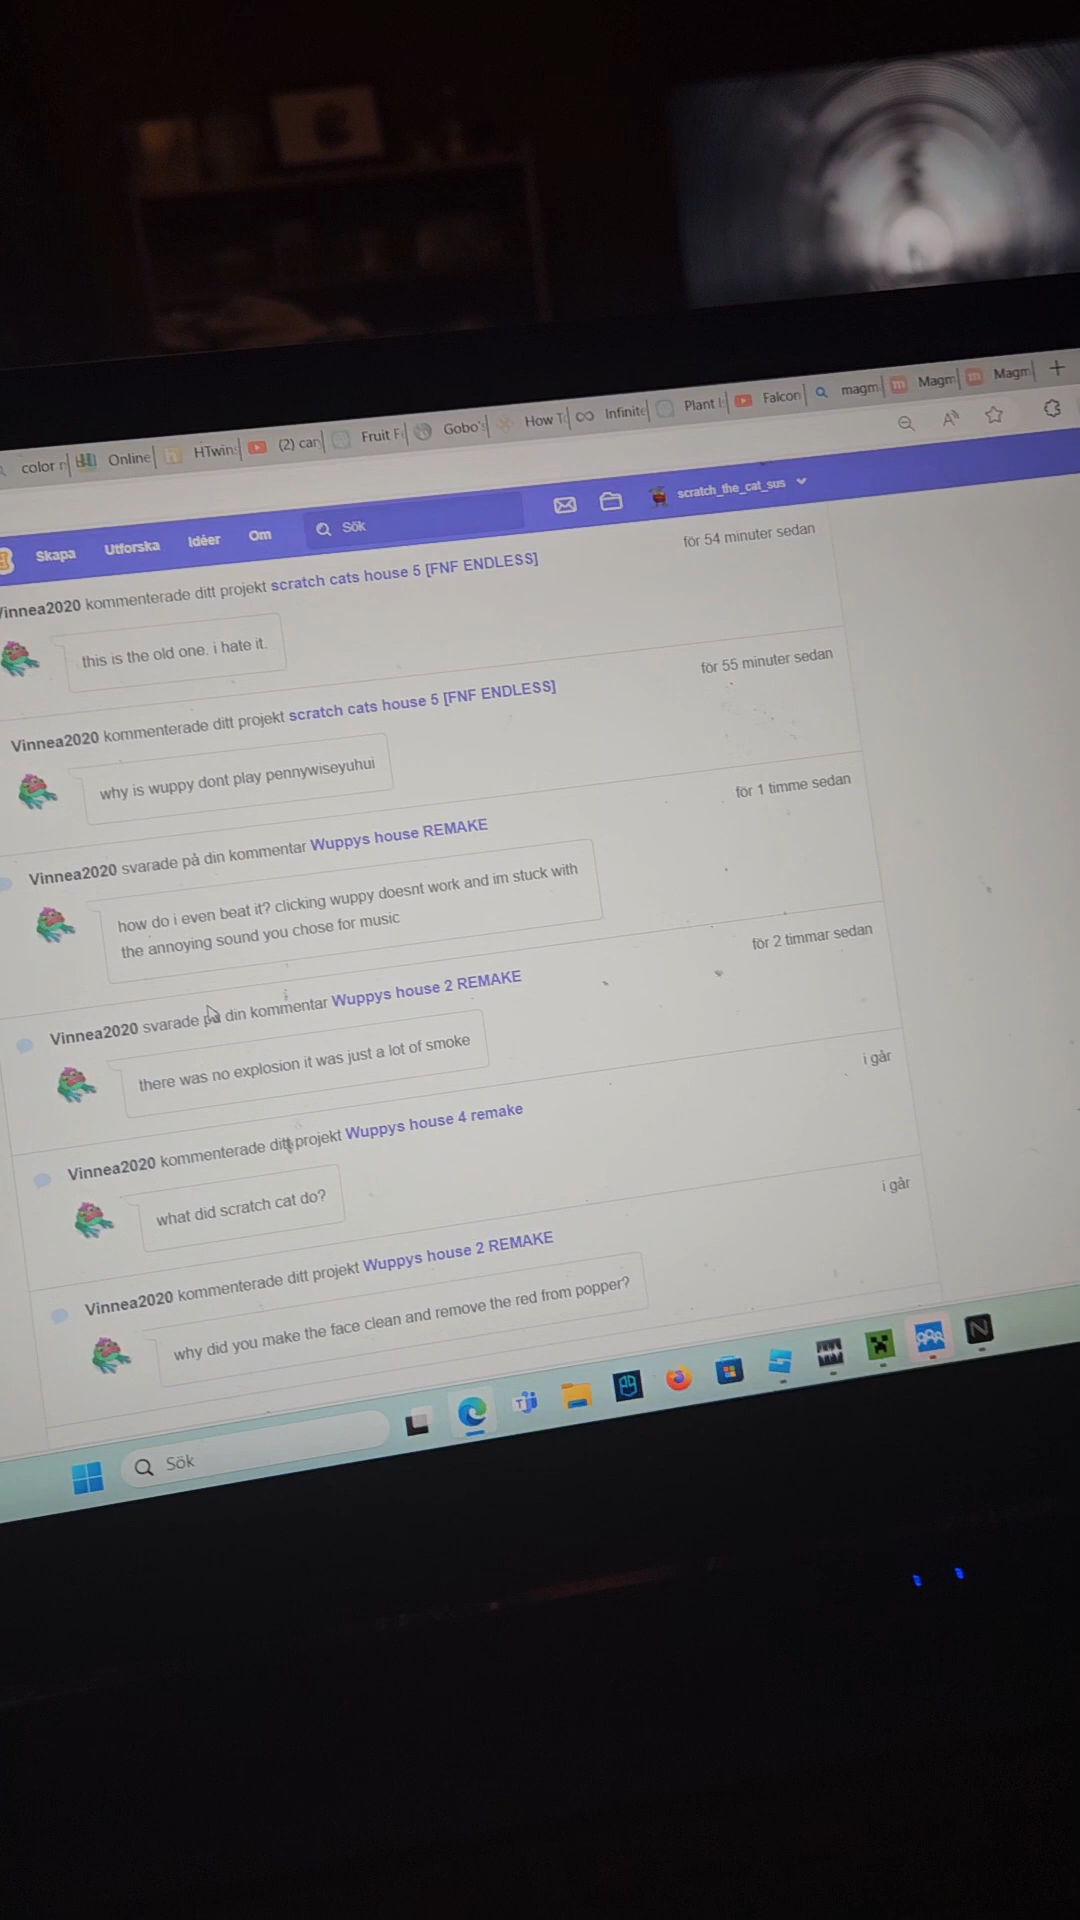 color r
Online
HTwins
(2) can
Fruit F
Gobo's
How T
Infinite
Plant I
Falcon
magm
Magm
Magm
Skapa
Utforska
Idéer
Om
Sök
scratch_the_cat_sus
Vinnea2020 kommenterade ditt projekt scratch cats house 5 [FNF ENDLESS]
för 54 minuter sedan
this is the old one. i hate it.
Vinnea2020 kommenterade ditt projekt scratch cats house 5 [FNF ENDLESS]
för 55 minuter sedan
why is wuppy dont play pennywiseyuhui
Vinnea2020 svarade på din kommentar Wuppys house REMAKE
för 1 timme sedan
how do i even beat it? clicking wuppy doesnt work and im stuck with
the annoying sound you chose for music
Vinnea2020 svarade på din kommentar Wuppys house 2 REMAKE
för 2 timmar sedan
there was no explosion it was just a lot of smoke
Vinnea2020 kommenterade ditt projekt Wuppys house 4 remake
i går
what did scratch cat do?
Vinnea2020 kommenterade ditt projekt Wuppys house 2 REMAKE
i går
why did you make the face clean and remove the red from popper?
Sök